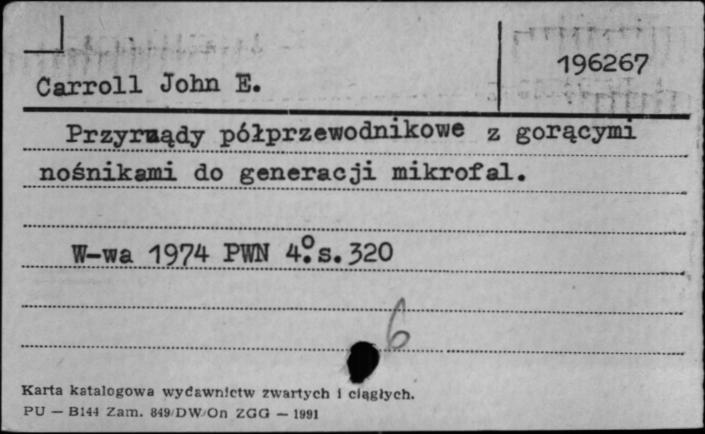 196267
Carroll John E.
Przyrządy półprzewodnikowe z gorącymi
nośnikami do generacji mikrofal.
W-wa 1974 PWN 4.° s. 320
6
Karta katalogowa wydawnictw zwartych i ciągłych.
PU — B144 Zam. 849/DW/On ZGG — 1991